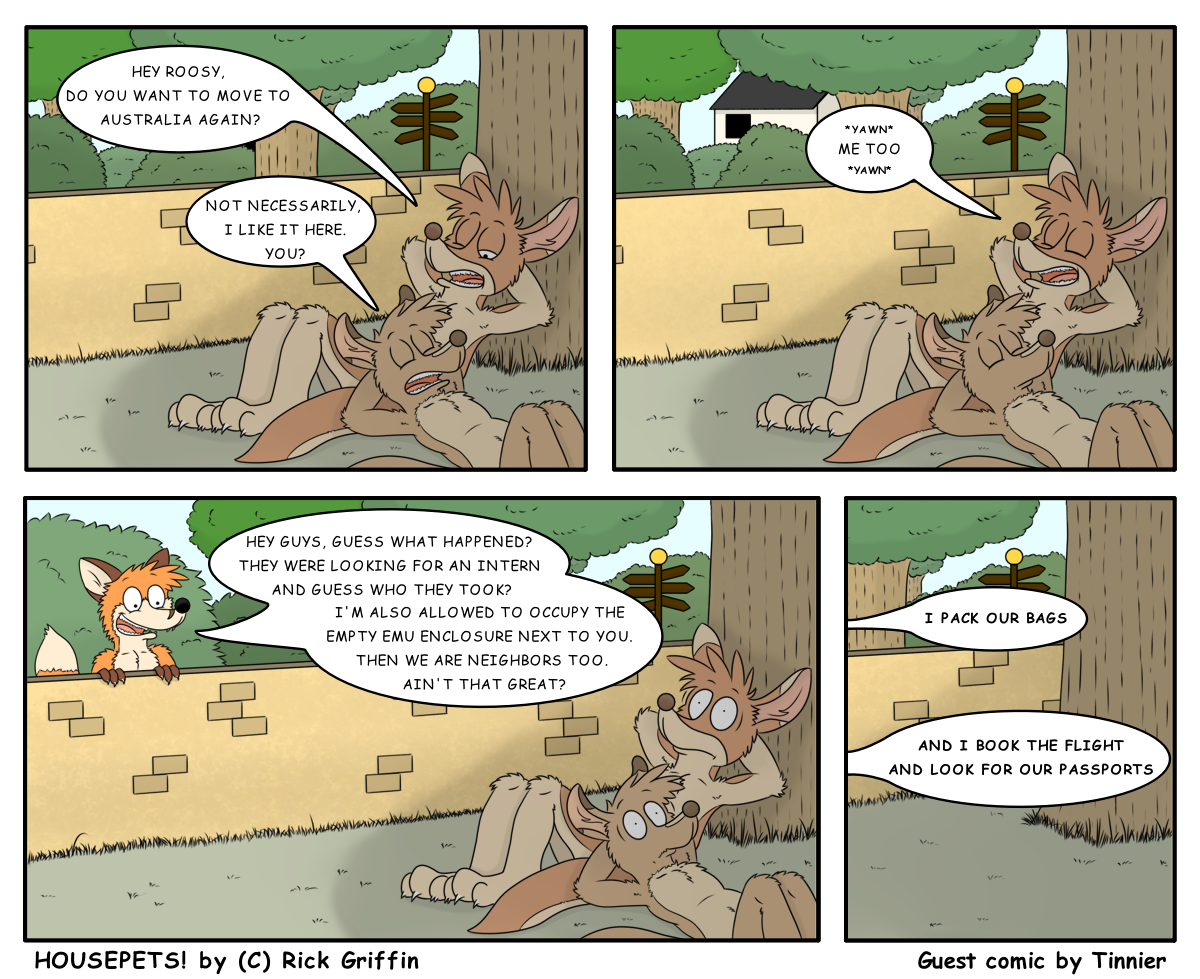 HEY ROOSY,
DO YOU WANT TO MOVE TO
AUSTRALIA AGAIN?
NOT NECESSARILY,
I LIKE IT HERE.
YOU?
*YAWN*
ME TOO
*YAWN*
HEY GUYS, GUESS WHAT HAPPENED?
THEY WERE LOOKING FOR AN INTERN
AND GUESS WHO THEY TOOK?
I'M ALSO ALLOWED TO OCCUPY THE
EMPTY EMU ENCLOSURE NEXT TO YOU.
THEN WE ARE NEIGHBORS TOO.
AIN'T THAT GREAT?
I PACK OUR BAGS
AND I BOOK THE FLIGHT
AND LOOK FOR OUR PASSPORTS
HOUSEPETS! by (C) Rick Griffin
Guest comic by Tinnier